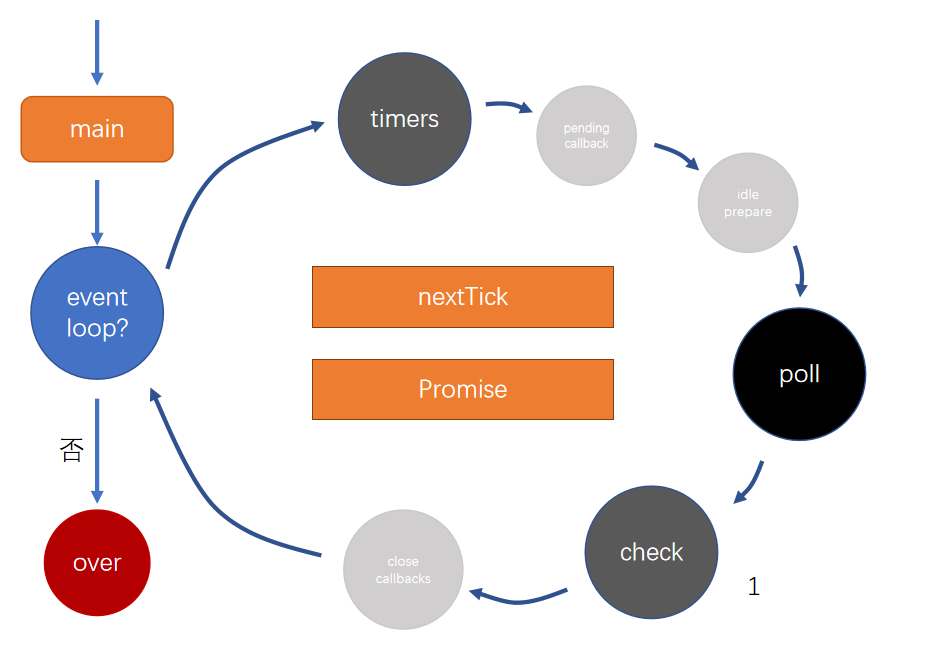 main
event
loop?
否
over
timers
pending
callback
idle
prepare
poll
check
1
close
callbacks
nextTick
Promise